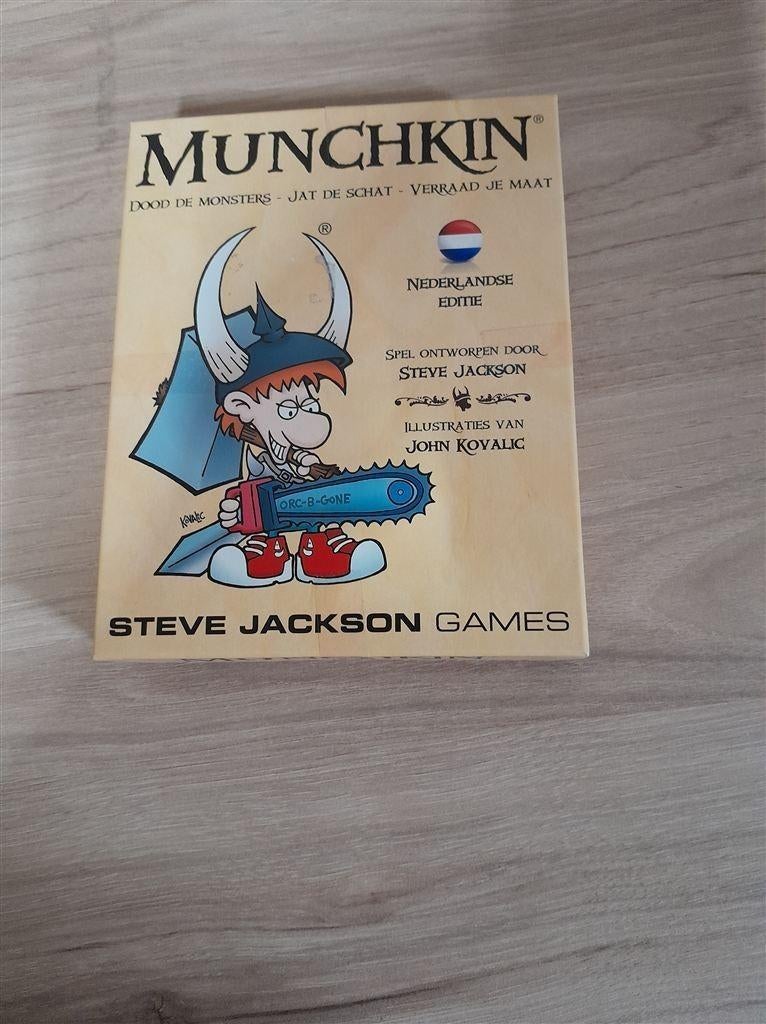 MUNCHKIN®
DOOD DE MONSTERS - JAT DE SCHAT - VERRAAD JE MAAT
®
NEDERLANDSE
EDITIE
SPEL ONTWORPEN DOOR
STEVE JACKSON
ILLUSTRATIES VAN
JOHN KOVALIC
ORC-B-GONE
KOVALIC
STEVE JACKSON GAMES